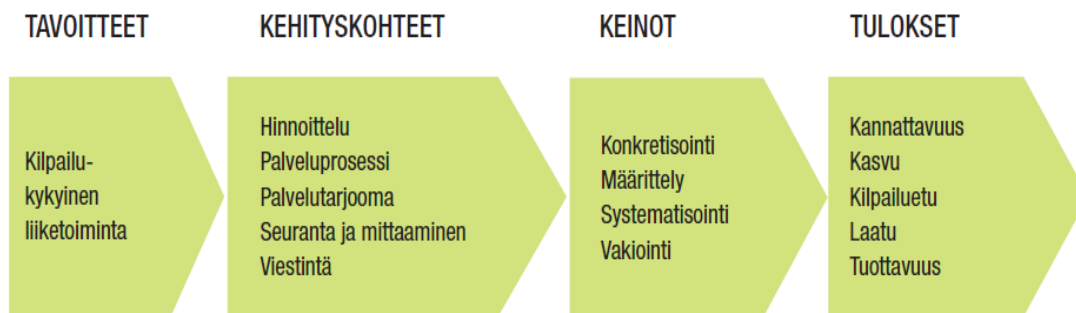 TAVOITTEET
Kilpailu-
kykyinen
liiketoiminta
KEHITYSKOHTEET
Hinnoittelu
Palveluprosessi
Palvelutarjooma
Seuranta ja mittaaminen
Viestintä
KEINOT
Konkretisointi
Määrittely
Systematisointi
Vakiointi
TULOKSET
Kannattavuus
Kasvu
Kilpailuetu
Laatu
Tuottavuus